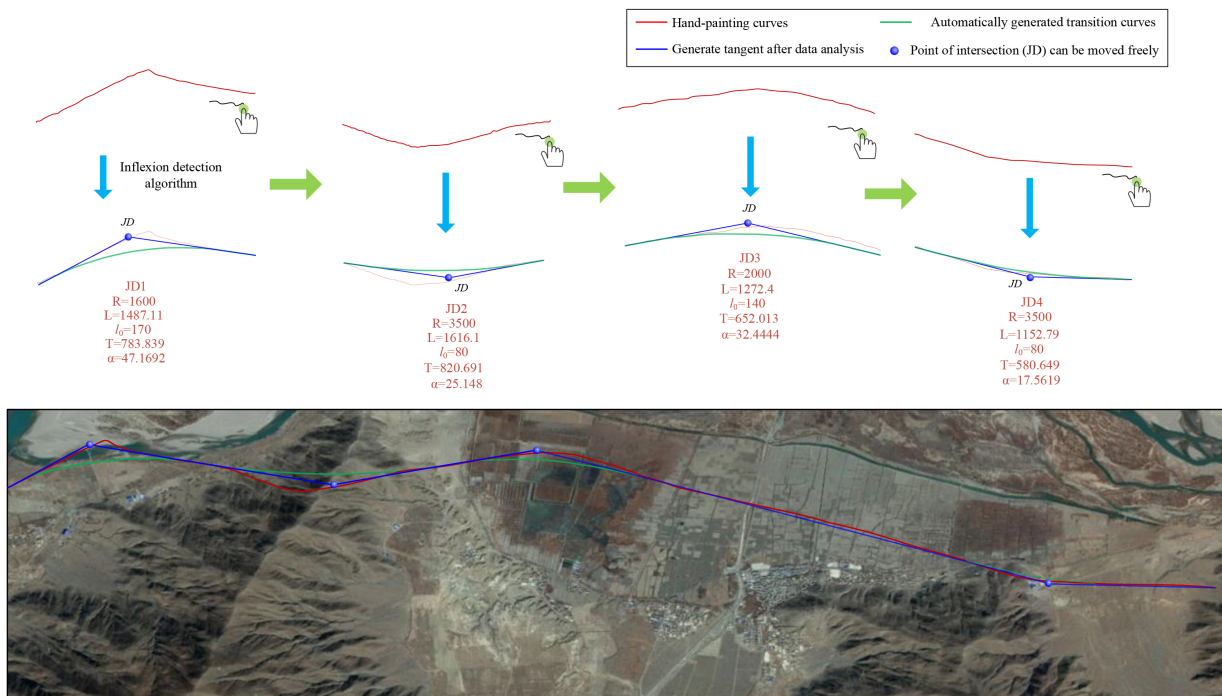 Hand-painting curves
Automatically generated transition curves
Generate tangent after data analysis
Point of intersection (JD) can be moved freely
Inflexion detection
algorithm
JD
JD1
R=1600
L=1487.11
l₀=170
T=783.839
α=47.1692
JD
JD2
R=3500
L=1616.1
l₀=80
T=820.691
α=25.148
JD
JD3
R=2000
L=1272.4
l₀=140
T=652.013
α=32.4444
JD
JD4
R=3500
L=1152.79
l₀=80
T=580.649
α=17.5619